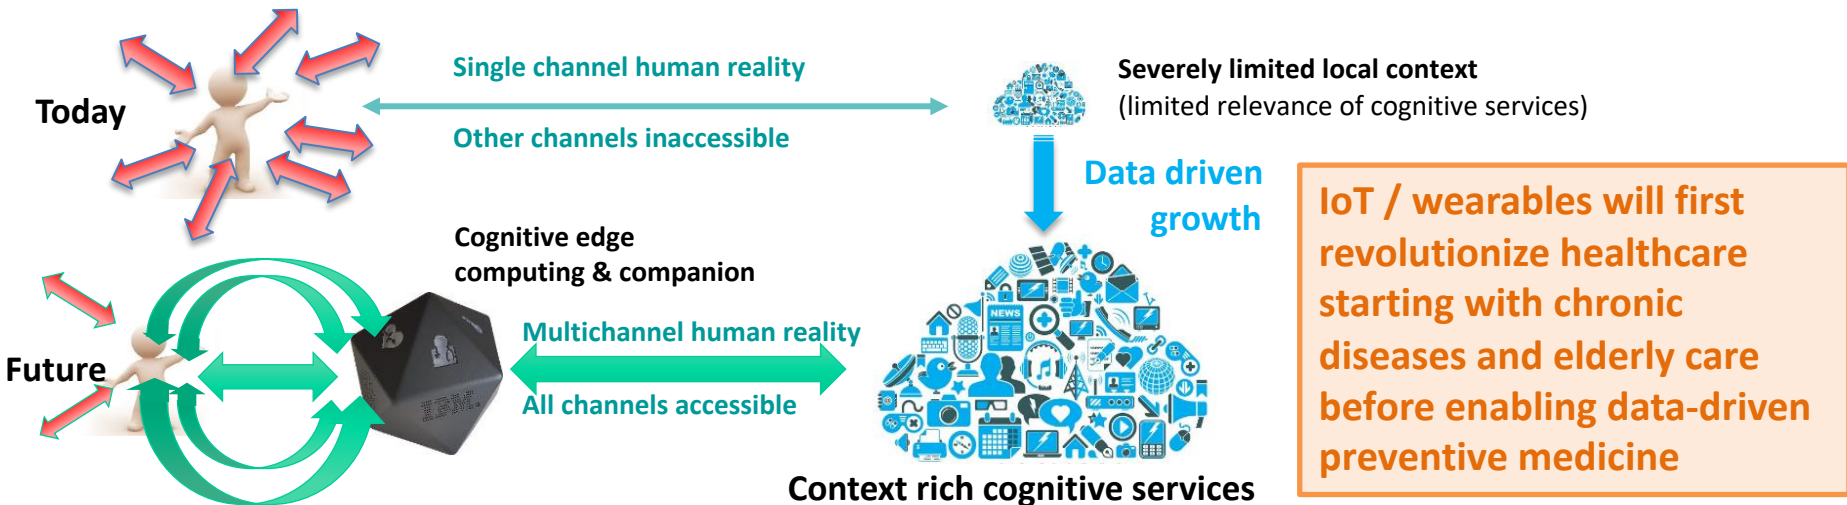 Today
Single channel human reality
Other channels inaccessible
Severely limited local context
(limited relevance of cognitive services)
Data driven
growth
Future
Cognitive edge
computing & companion
IBM.
Multichannel human reality
All channels accessible
NEWS
Context rich cognitive services
IoT / wearables will first
revolutionize healthcare
starting with chronic
diseases and elderly care
before enabling data-driven
preventive medicine